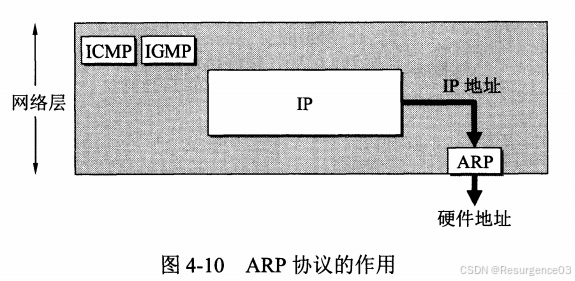 ICMP IGMP
IP 地址
网络层
IP
ARP
硬件地址
图 4-10 ARP 协议的作用
CSDN @Resurgence03